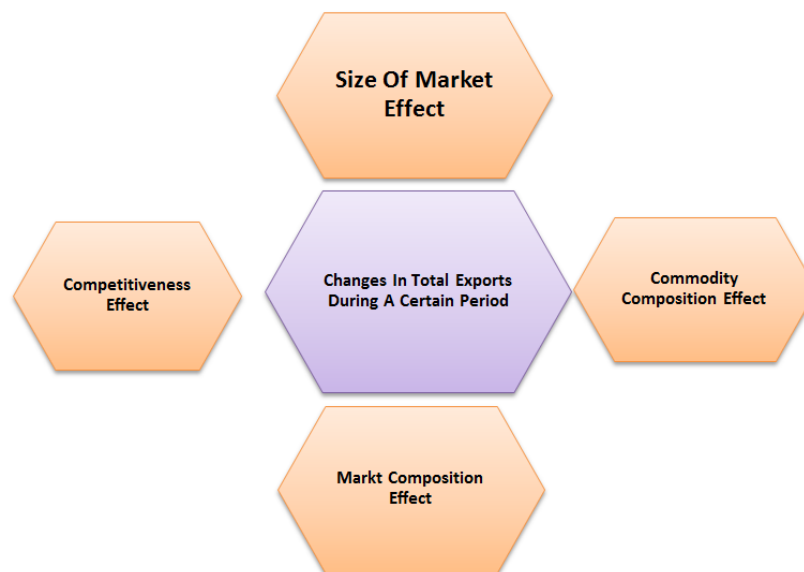 Size Of Market
Effect
Competitiveness
Effect
Changes In Total Exports
During A Certain Period
Commodity
Composition Effect
Markt Composition
Effect